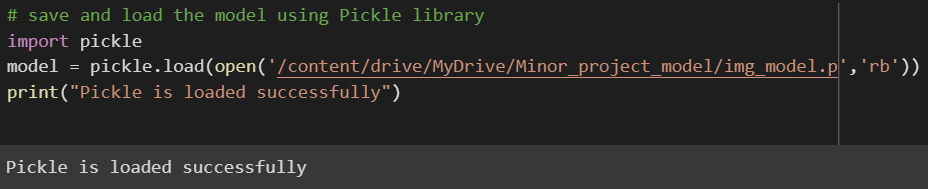 # save and load the model using Pickle library
import pickle
model = pickle.load(open('/content/drive/MyDrive/Minor_project_model/img_model.p','rb'))
print("Pickle is loaded successfully")
Pickle is loaded successfully